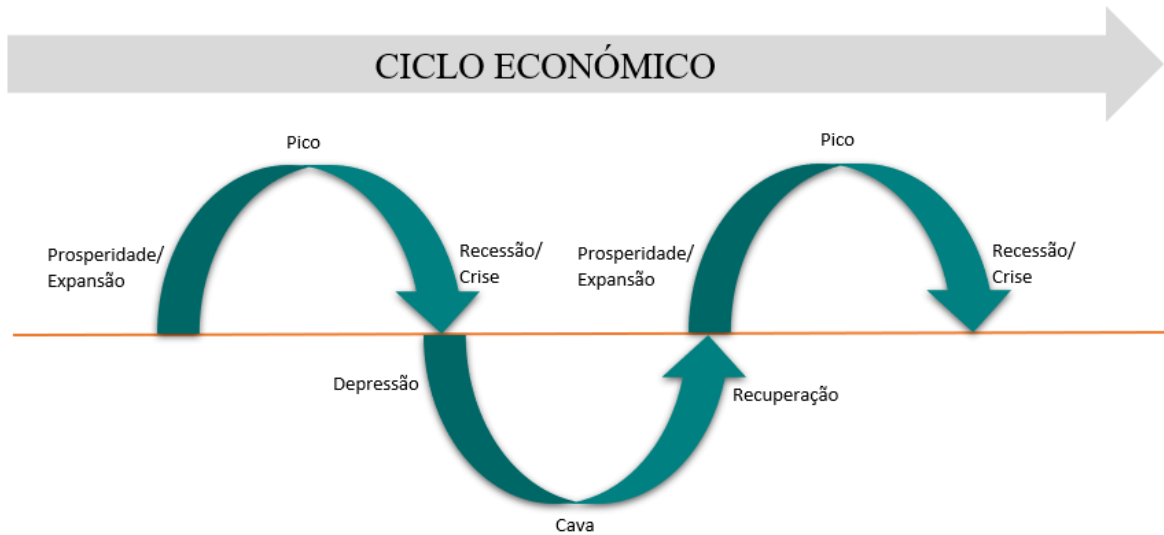 CICLO ECONÓMICO
Pico
Pico
Prosperidade/
Expansão
Recessão/
Crise
Prosperidade/
Expansão
Recessão/
Crise
Depressão
Recuperação
Cava